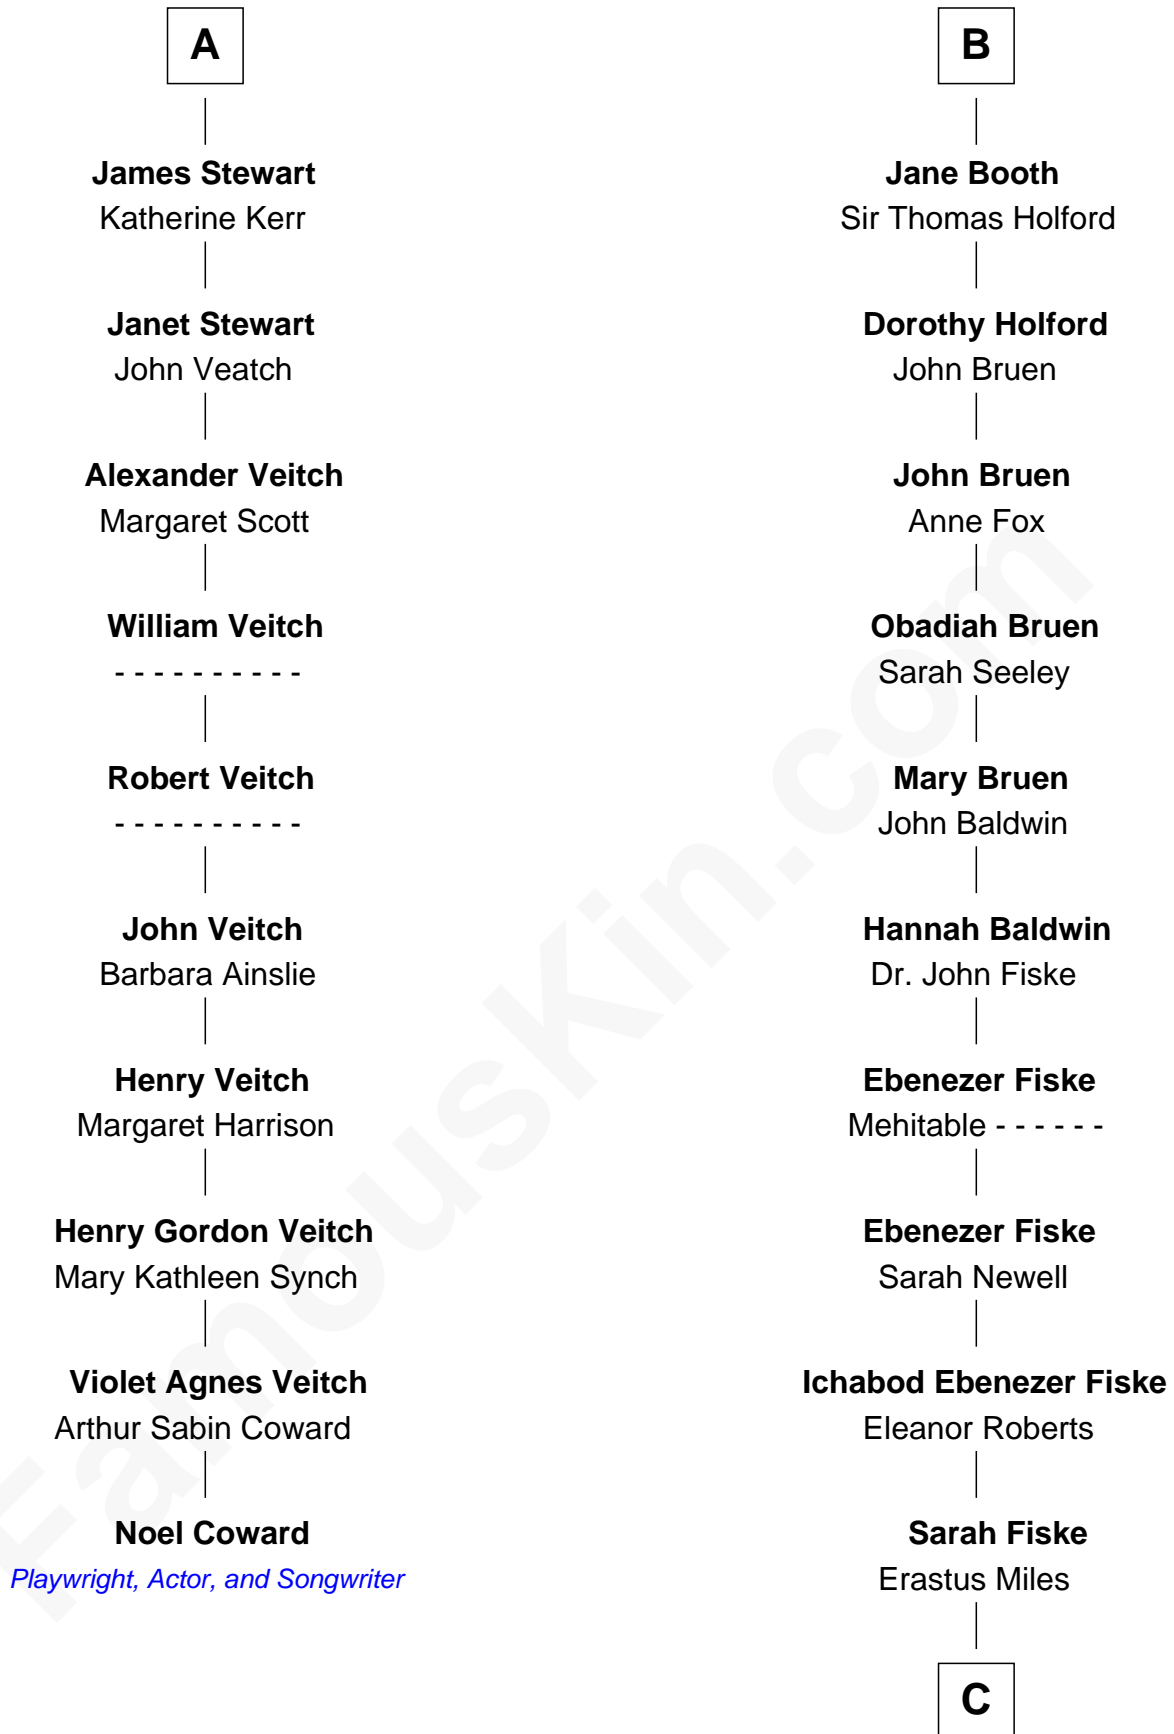 A
James Stewart
Katherine Kerr
Janet Stewart
John Veatch
Alexander Veitch
Margaret Scott
William Veitch
- - - - - - - - - -
Robert Veitch
- - - - - - - - - -
John Veitch
Barbara Ainslie
Henry Veitch
Margaret Harrison
Henry Gordon Veitch
Mary Kathleen Synch
Violet Agnes Veitch
Arthur Sabin Coward
Noel Coward
Playwright, Actor, and Songwriter
B
Jane Booth
Sir Thomas Holford
Dorothy Holford
John Bruen
John Bruen
Anne Fox
Obadiah Bruen
Sarah Seeley
Mary Bruen
John Baldwin
Hannah Baldwin
Dr. John Fiske
Ebenezer Fiske
Mehitable - - - - - -
Ebenezer Fiske
Sarah Newell
Ichabod Ebenezer Fiske
Eleanor Roberts
Sarah Fiske
Erastus Miles
C
FamousKin.com